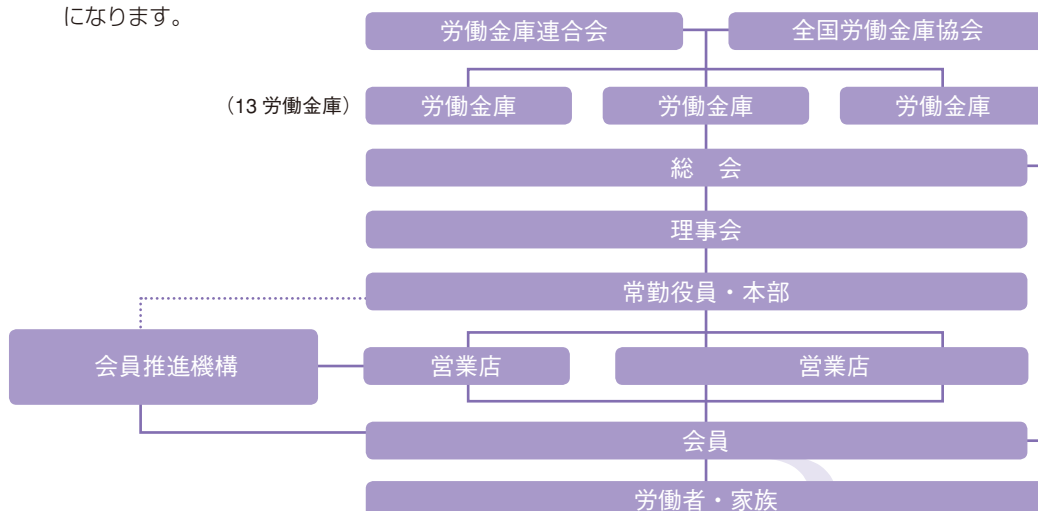 になります。
労働金庫連合会 全国労働金庫協会
（13 労働金庫） 労働金庫 労働金庫 労働金庫
総　会
理事会
常勤役員・本部
会員推進機構 営業店 営業店
会員
労働者・家族